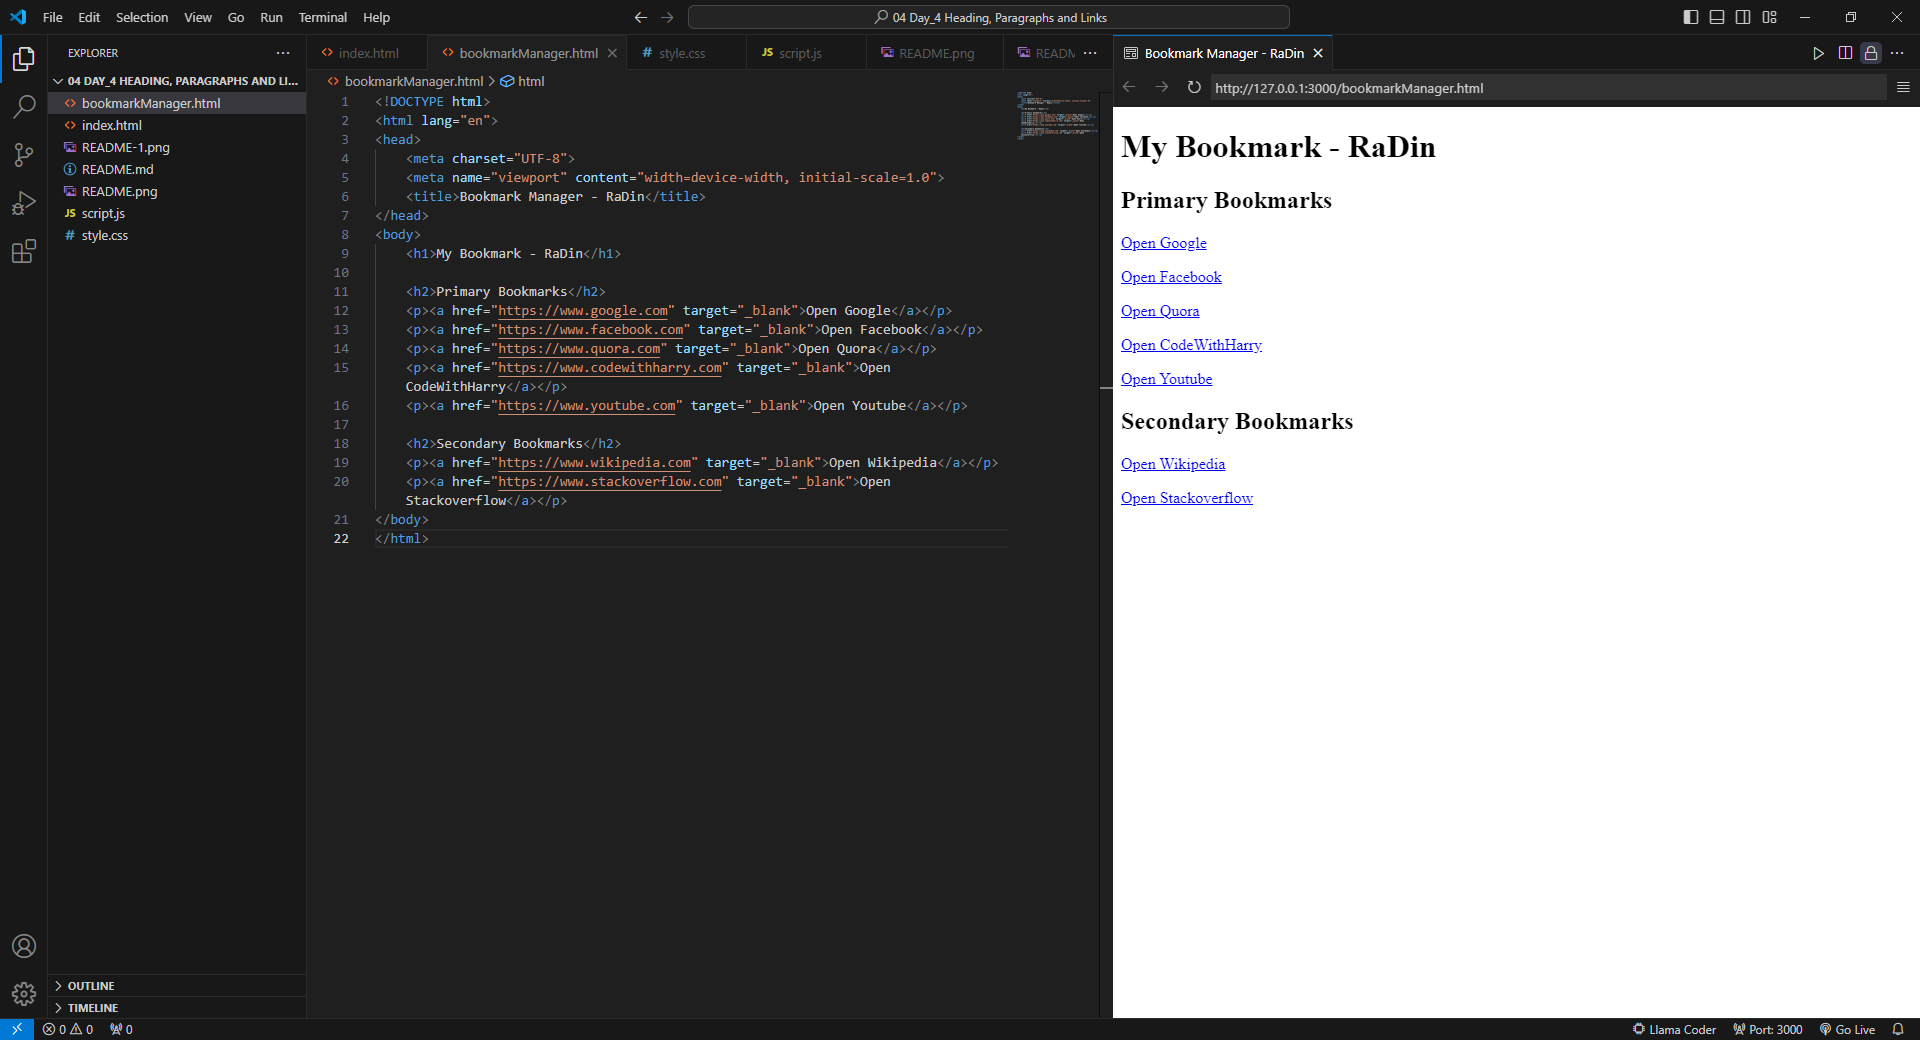 File Edit Selection View Go Run Terminal Help
04 Day_4 Heading, Paragraphs and Links
EXPLORER
04 DAY_4 HEADING, PARAGRAPHS AND LI...
bookmarkManager.html
index.html
README-1.png
README.md
README.png
JS script.js
# style.css
OUTLINE
TIMELINE
index.html bookmarkManager.html # style.css JS script.js README.png READM
bookmarkManager.html > html
1 <!DOCTYPE html>
2 <html lang="en">
3 <head>
4 <meta charset="UTF-8">
5 <meta name="viewport" content="width=device-width, initial-scale=1.0">
6 <title>Bookmark Manager - RaDin</title>
7 </head>
8 <body>
9 <h1>My Bookmark - RaDin</h1>
10
11 <h2>Primary Bookmarks</h2>
12 <p><a href="https://www.google.com" target="_blank">Open Google</a></p>
13 <p><a href="https://www.facebook.com" target="_blank">Open Facebook</a></p>
14 <p><a href="https://www.quora.com" target="_blank">Open Quora</a></p>
15 <p><a href="https://www.codewithharry.com" target="_blank">Open
CodeWithHarry</a></p>
16 <p><a href="https://www.youtube.com" target="_blank">Open Youtube</a></p>
17
18 <h2>Secondary Bookmarks</h2>
19 <p><a href="https://www.wikipedia.com" target="_blank">Open Wikipedia</a></p>
20 <p><a href="https://www.stackoverflow.com" target="_blank">Open
Stackoverflow</a></p>
21 </body>
22 </html>
Bookmark Manager - RaDin
http://127.0.0.1:3000/bookmarkManager.html
My Bookmark - RaDin
Primary Bookmarks
Open Google
Open Facebook
Open Quora
Open CodeWithHarry
Open Youtube
Secondary Bookmarks
Open Wikipedia
Open Stackoverflow
0 0 0
Llama Coder Port: 3000 Go Live